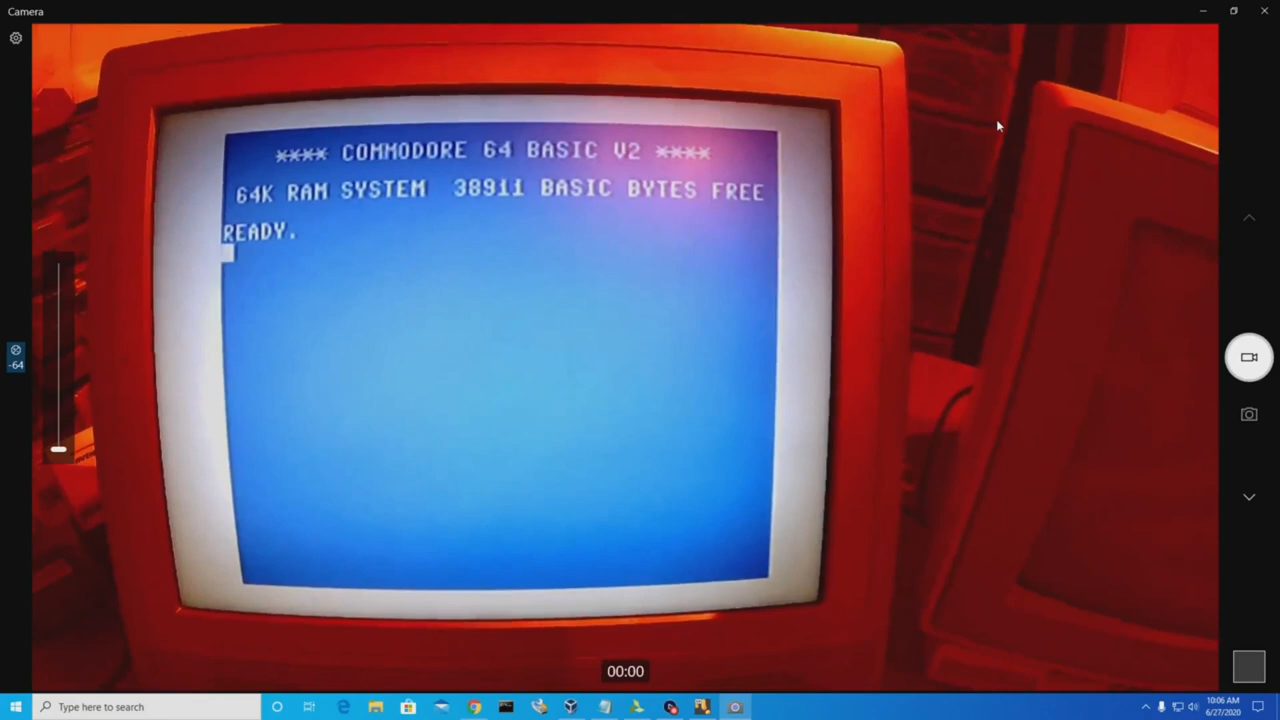 Camera
**** COMMODORE 64 BASIC V2 ****
64K RAM SYSTEM  38911 BASIC BYTES FREE
READY.
-64
00:00
Type here to search
10:06 AM
6/27/2020